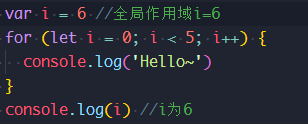 var i = 6 //全局作用域i=6
for (let i = 0; i < 5; i++) {
  console.log('Hello~')
}
console.log(i) //i为6